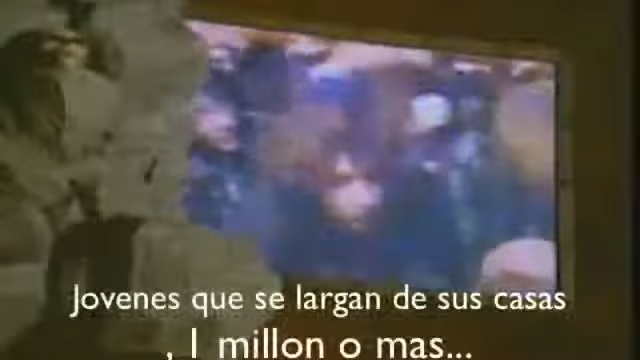 Jovenes que se largan de sus casas
, 1 millon o mas...